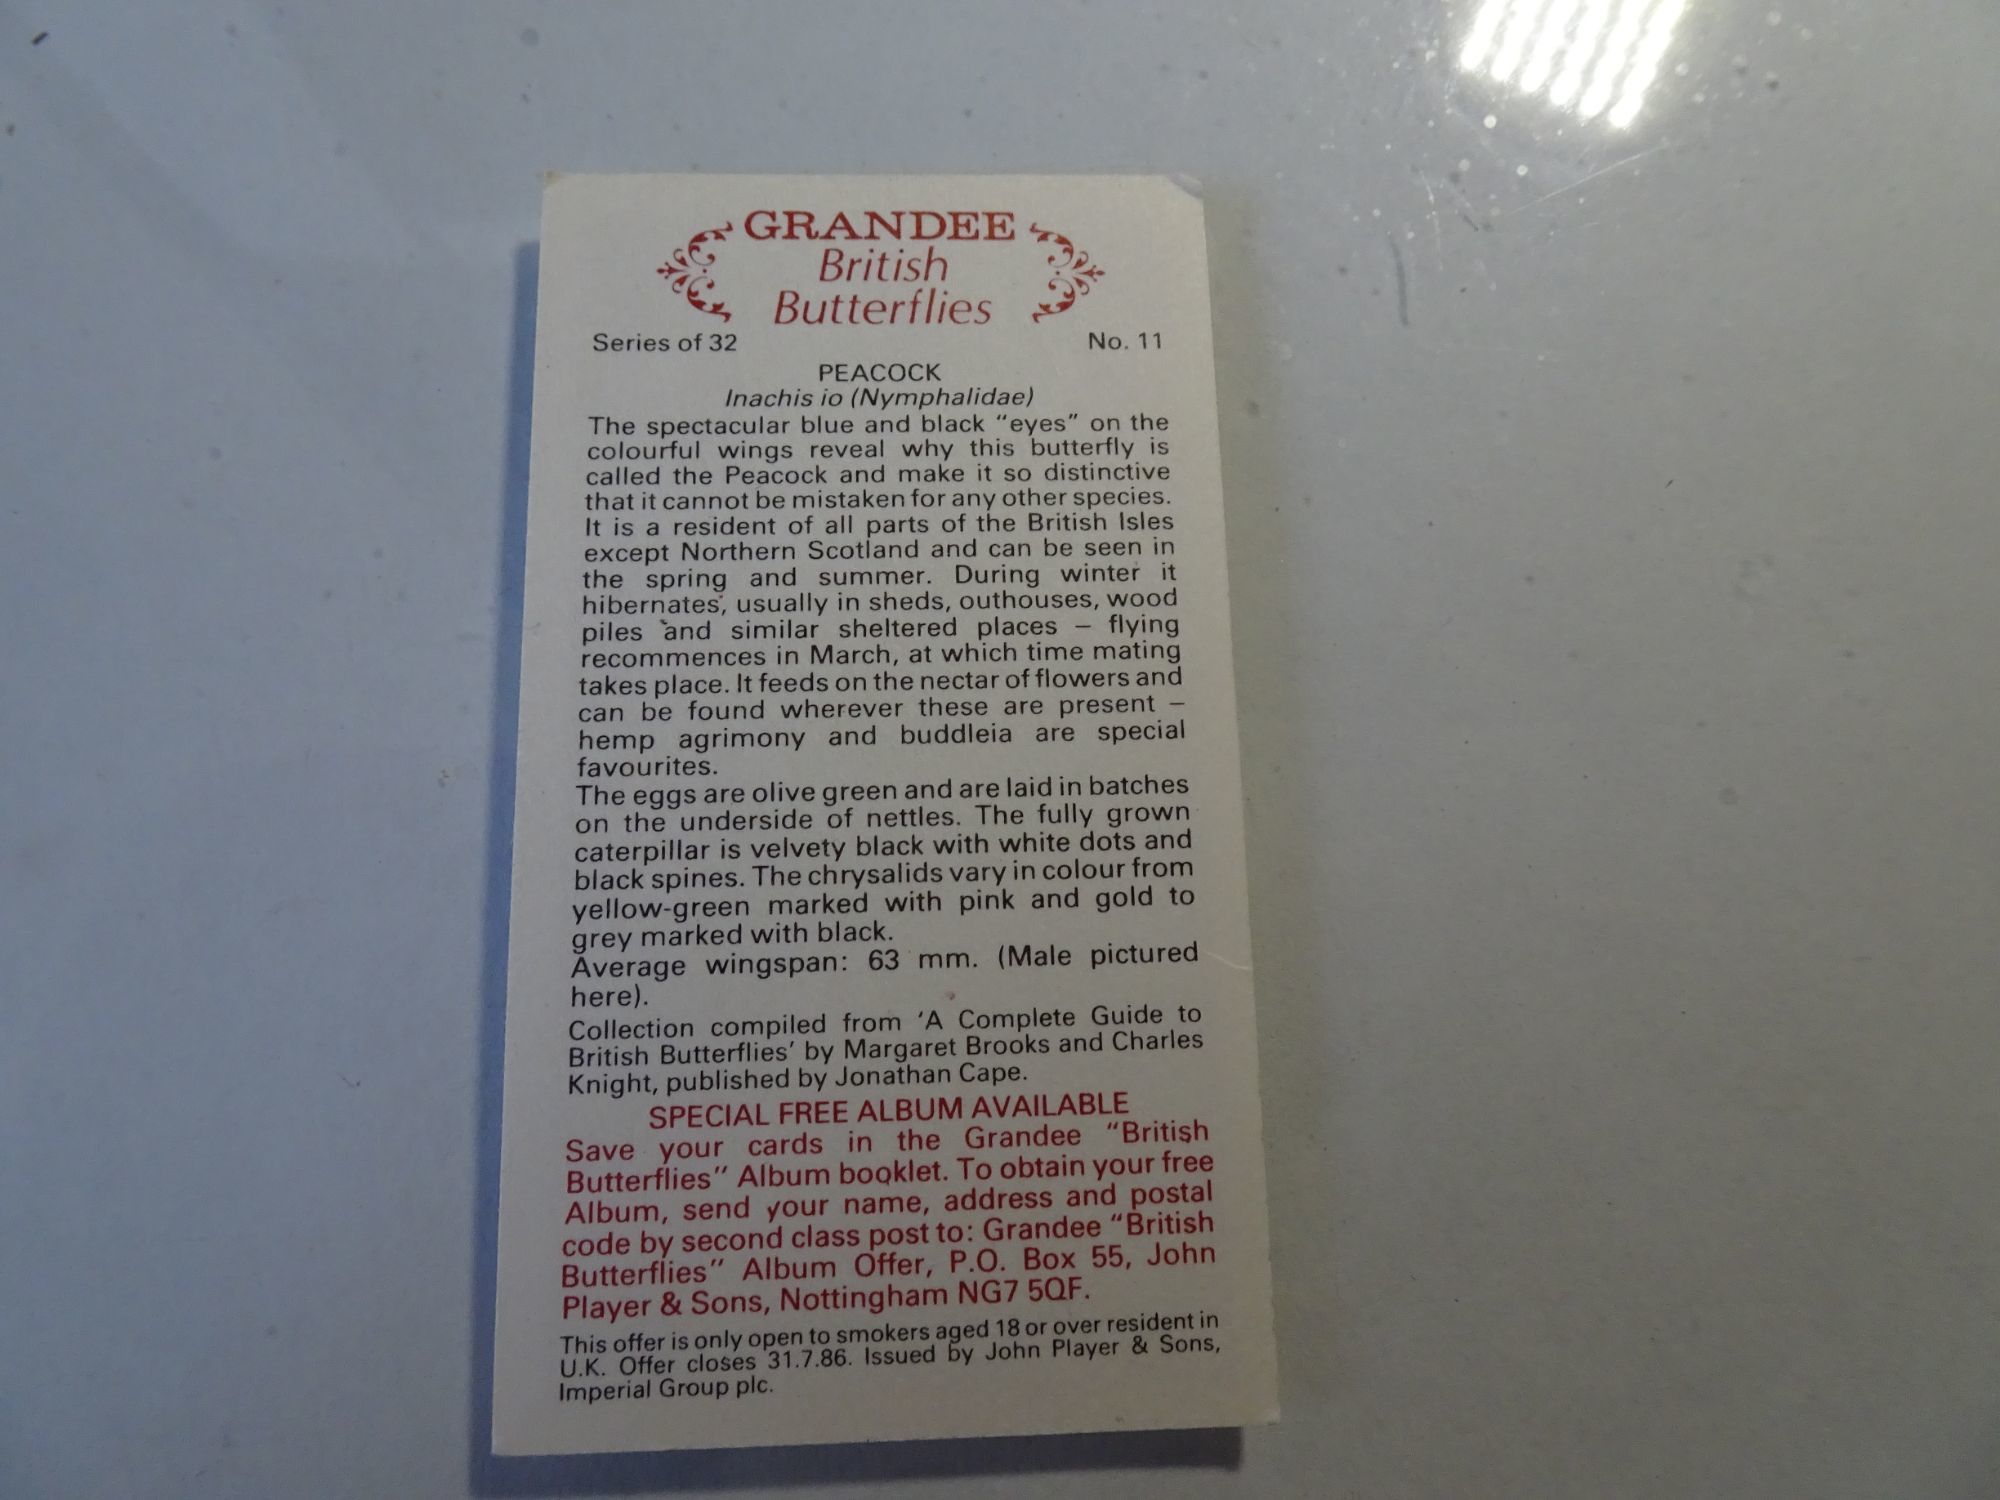 GRANDEE
British
Butterflies
Series of 32 No. 11
PEACOCK
Inachis io (Nymphalidae)
The spectacular blue and black "eyes" on the
colourful wings reveal why this butterfly is
called the Peacock and make it so distinctive
that it cannot be mistaken for any other species.
It is a resident of all parts of the British Isles
except Northern Scotland and can be seen in
the spring and summer. During winter it
hibernates, usually in sheds, outhouses, wood
piles and similar sheltered places – flying
recommences in March, at which time mating
takes place. It feeds on the nectar of flowers and
can be found wherever these are present –
hemp agrimony and buddleia are special
favourites.
The eggs are olive green and are laid in batches
on the underside of nettles. The fully grown
caterpillar is velvety black with white dots and
black spines. The chrysalids vary in colour from
yellow-green marked with pink and gold to
grey marked with black.
Average wingspan: 63 mm. (Male pictured
here).
Collection compiled from 'A Complete Guide to
British Butterflies' by Margaret Brooks and Charles
Knight, published by Jonathan Cape.
SPECIAL FREE ALBUM AVAILABLE
Save your cards in the Grandee "British
Butterflies" Album booklet. To obtain your free
Album, send your name, address and postal
code by second class post to: Grandee "British
Butterflies" Album Offer, P.O. Box 55, John
Player & Sons, Nottingham NG7 5QF.
This offer is only open to smokers aged 18 or over resident in
U.K. Offer closes 31.7.86. Issued by John Player & Sons,
Imperial Group plc.